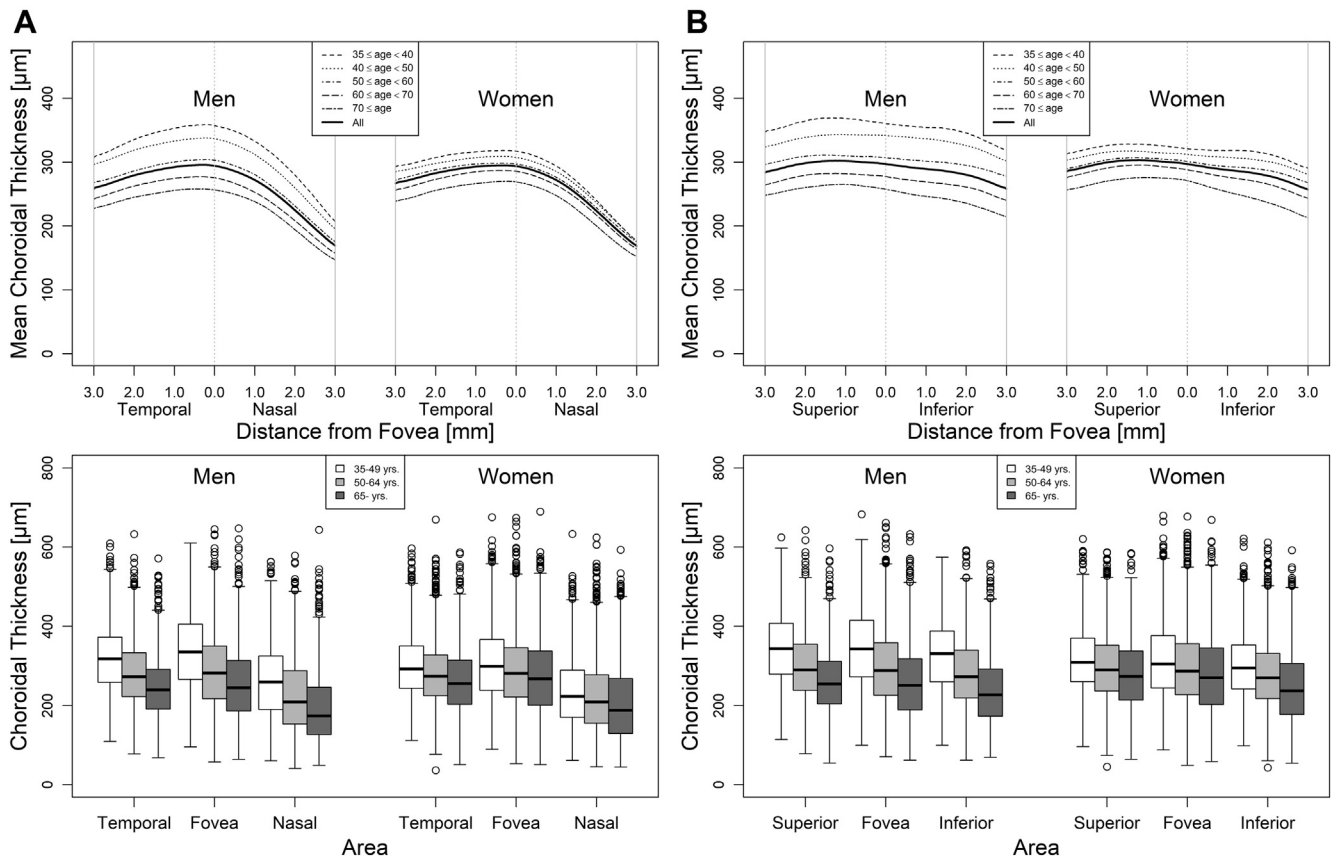 A
Mean Choroidal Thickness [µm]
0 100 200 300 400
Men
Women
35 ≤ age < 40
40 ≤ age < 50
50 ≤ age < 60
60 ≤ age < 70
70 ≤ age
All
3.0 2.0 1.0 0.0 1.0 2.0 3.0 3.0 2.0 1.0 0.0 1.0 2.0 3.0
Temporal Nasal Temporal Nasal
Distance from Fovea [mm]
B
Mean Choroidal Thickness [µm]
0 100 200 300 400
Men
Women
35 ≤ age < 40
40 ≤ age < 50
50 ≤ age < 60
60 ≤ age < 70
70 ≤ age
All
3.0 2.0 1.0 0.0 1.0 2.0 3.0 3.0 2.0 1.0 0.0 1.0 2.0 3.0
Superior Inferior Superior Inferior
Distance from Fovea [mm]
Choroidal Thickness [µm]
0 200 400 600 800
Men
Women
35-49 yrs.
50-64 yrs.
65- yrs.
Temporal Fovea Nasal Temporal Fovea Nasal
Area
Choroidal Thickness [µm]
0 200 400 600 800
Men
Women
35-49 yrs.
50-64 yrs.
65- yrs.
Superior Fovea Inferior Superior Fovea Inferior
Area